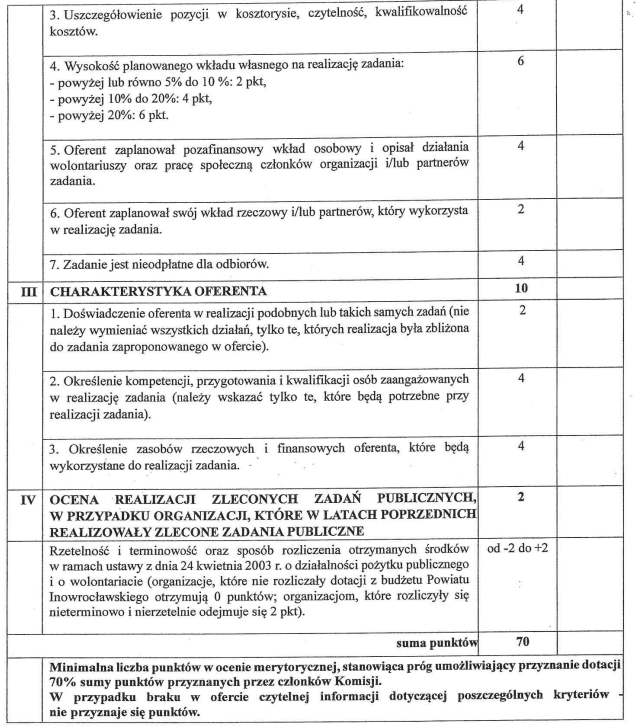 3. Uszczegółowienie pozycji w kosztorysie, czytelność, kwalifikowalność 4
kosztów.
4. Wysokość planowanego wkładu własnego na realizację zadania: 6
- powyżej lub równo 5% do 10 %: 2 pkt,
- powyżej 10% do 20%: 4 pkt,
- powyżej 20%: 6 pkt.
5. Oferent zaplanował pozafinansowy wkład osobowy i opisał działania 4
wolontariuszy oraz pracę społeczną członków organizacji i/lub partnerów
zadania.
6. Oferent zaplanował swój wkład rzeczowy i/lub partnerów, który wykorzysta 2
w realizację zadania.
7. Zadanie jest nieodpłatne dla odbiorów. 4
III CHARAKTERYSTYKA OFERENTA 10
1. Doświadczenie oferenta w realizacji podobnych lub takich samych zadań (nie 2
należy wymieniać wszystkich działań, tylko te, których realizacja była zbliżona
do zadania zaproponowanego w ofercie).
2. Określenie kompetencji, przygotowania i kwalifikacji osób zaangażowanych 4
w realizację zadania (należy wskazać tylko te, które będą potrzebne przy
realizacji zadania).
3. Określenie zasobów rzeczowych i finansowych oferenta, które będą 4
wykorzystane do realizacji zadania.
IV OCENA REALIZACJI ZLECONYCH ZADAŃ PUBLICZNYCH, 2
W PRZYPADKU ORGANIZACJI, KTÓRE W LATACH POPRZEDNICH
REALIZOWAŁY ZLECONE ZADANIA PUBLICZNE
Rzetelność i terminowość oraz sposób rozliczenia otrzymanych środków od -2 do +2
w ramach ustawy z dnia 24 kwietnia 2003 r. o działalności pożytku publicznego
i o wolontariacie (organizacje, które nie rozliczały dotacji z budżetu Powiatu
Inowrocławskiego otrzymują 0 punktów; organizacjom, które rozliczyły się
nieterminowo i nierzetelnie odejmuje się 2 pkt).
suma punktów 70
Minimalna liczba punktów w ocenie merytorycznej, stanowiąca próg umożliwiający przyznanie dotacji
70% sumy punktów przyznanych przez członków Komisji.
W przypadku braku w ofercie czytelnej informacji dotyczącej poszczególnych kryteriów -
nie przyznaje się punktów.